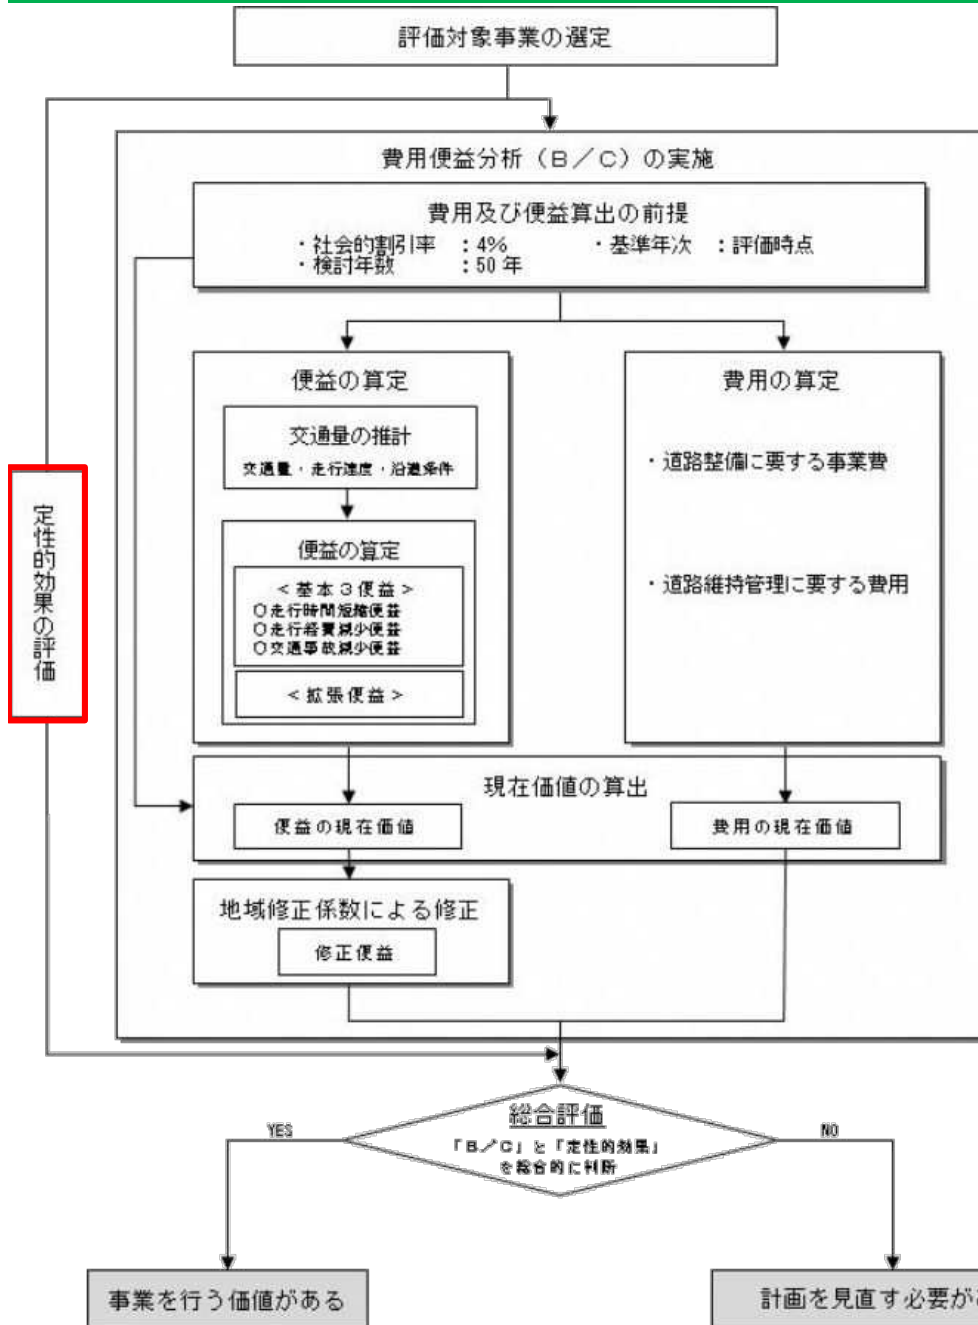 評価対象事業の選定
費用便益分析（Ｂ／Ｃ）の実施
費用及び便益算出の前提
・社会的割引率 ：4% ・基準年次 ：評価時点
・検討年数 ：50 年
便益の算定
交通量の推計
交通量・走行速度・沿道条件
便益の算定
＜基本３便益＞
○走行時間短縮便益
○走行経費減少便益
○交通事故減少便益
＜拡張便益＞
費用の算定
・道路整備に要する事業費
・道路維持管理に要する費用
定性的効果の評価
現在価値の算出
便益の現在価値
費用の現在価値
地域修正係数による修正
修正便益
総合評価
「Ｂ／Ｃ」と「定性的効果」
を総合的に判断
YES
NO
事業を行う価値がある
計画を見直す必要が